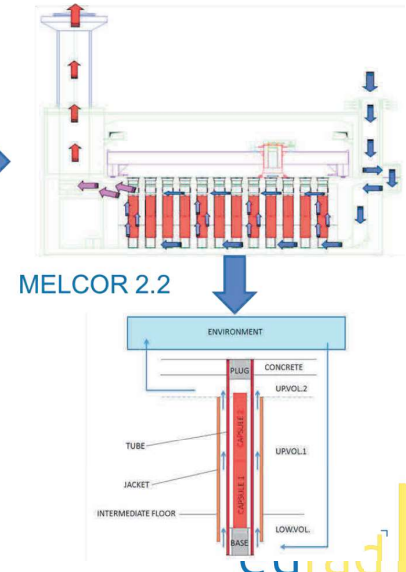 MELCOR 2.2
ENVIRONMENT
PLUG
CONCRETE
UP.VOL.2
CAPSULE 2
TUBE
UP.VOL.1
JACKET
CAPSULE 1
INTERMEDIATE FLOOR
LOW.VOL.
BASE
eurad